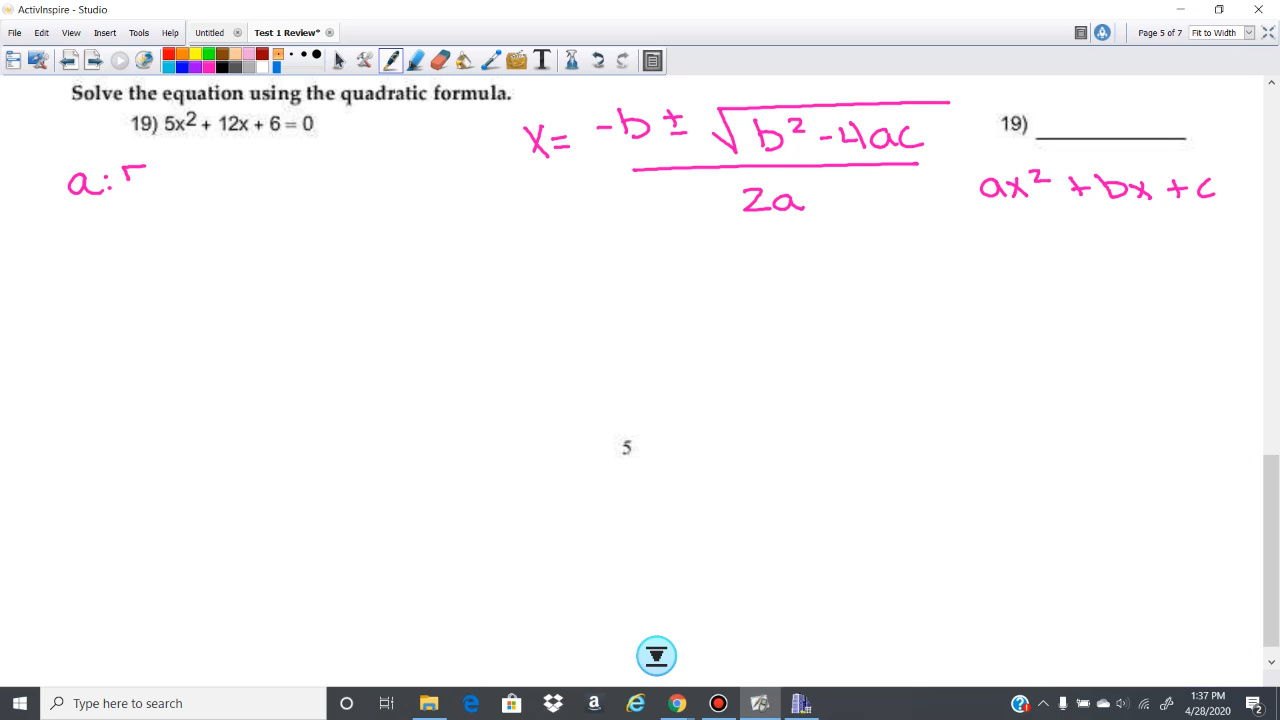 ActivInspire - Studio
File Edit View Insert Tools Help Untitled Test 1 Review* Page 5 of 7 Fit to Width
Solve the equation using the quadratic formula.
19) 5x² + 12x + 6 = 0
x = -b ± √b² - 4ac
2a
19)
a:
ax² + bx + c
5
Type here to search
1:37 PM
4/28/2020
2